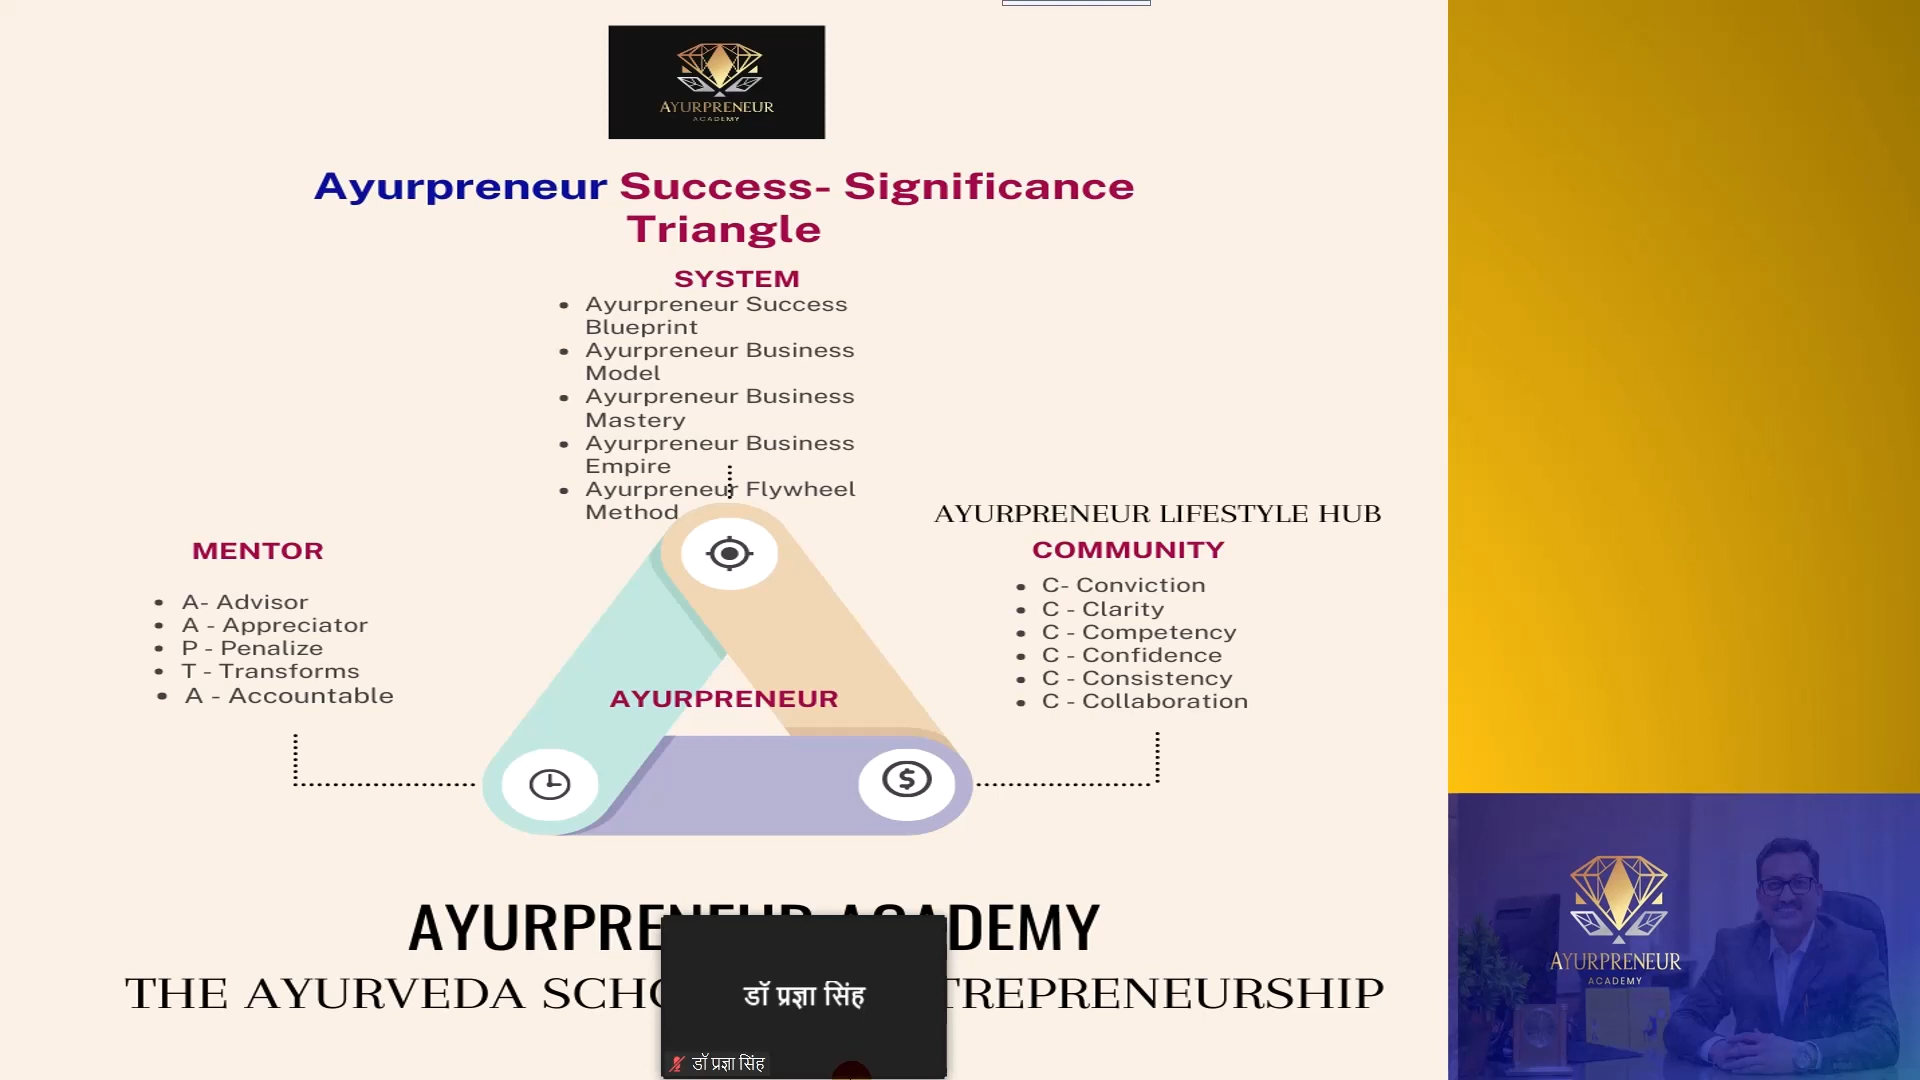 AYURPRENEUR
ACADEMY
Ayurpreneur Success- Significance
Triangle
SYSTEM
• Ayurpreneur Success
Blueprint
• Ayurpreneur Business
Model
• Ayurpreneur Business
Mastery
• Ayurpreneur Business
Empire
• Ayurpreneur Flywheel
Method
MENTOR
• A- Advisor
• A - Appreciator
• P - Penalize
• T - Transforms
• A - Accountable
AYURPRENEUR LIFESTYLE HUB
COMMUNITY
• C- Conviction
• C - Clarity
• C - Competency
• C - Confidence
• C - Consistency
• C - Collaboration
AYURPRENEUR
AYURPRENEUR ACADEMY
THE AYURVEDA SCHO TREPRENEURSHIP
डॉ प्रज्ञा सिंह
डॉ प्रज्ञा सिंह
AYURPRENEUR
ACADEMY